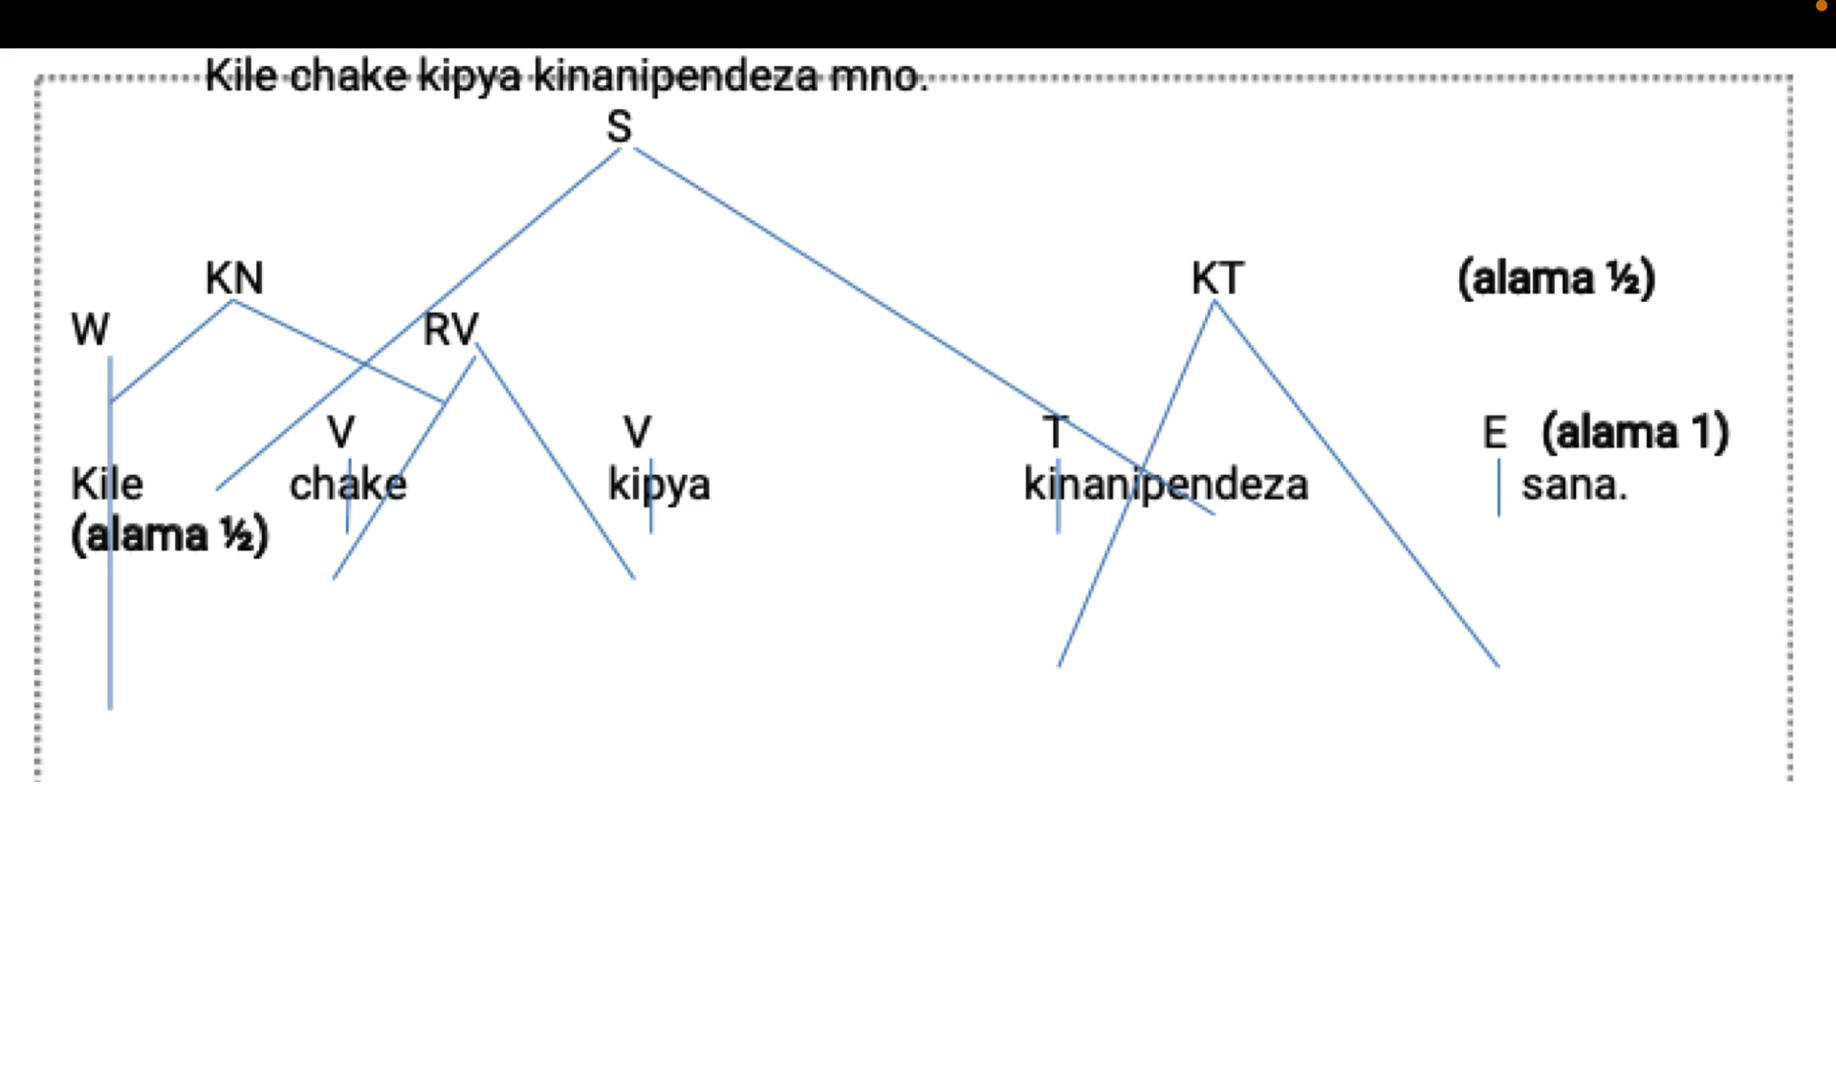 Kile chake kipya kinanipendeza mno.
S
KN KT (alama ½)
W RV
V V T E (alama 1)
Kile chake kipya kinanipendeza sana.
(alama ½)